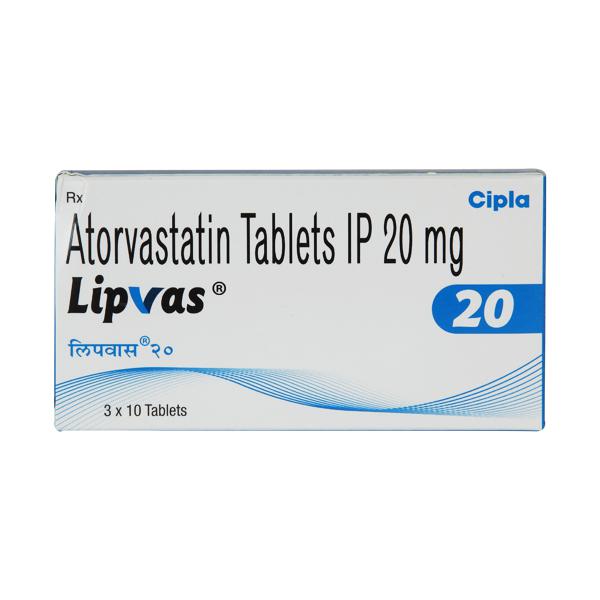 Rx
Cipla
Atorvastatin Tablets IP 20 mg
Lipvas®
20
लिपवास®२०
3 x 10 Tablets